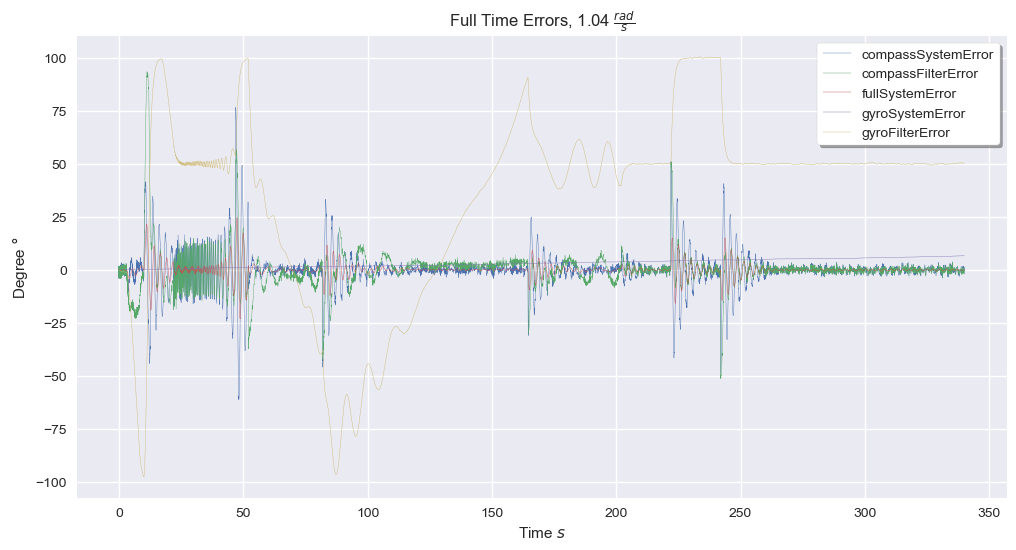 Full Time Errors, 1.04 rad/s
compassSystemError
compassFilterError
fullSystemError
gyroSystemError
gyroFilterError
100
75
50
25
0
−25
−50
−75
−100
Degree °
0 50 100 150 200 250 300 350
Time s